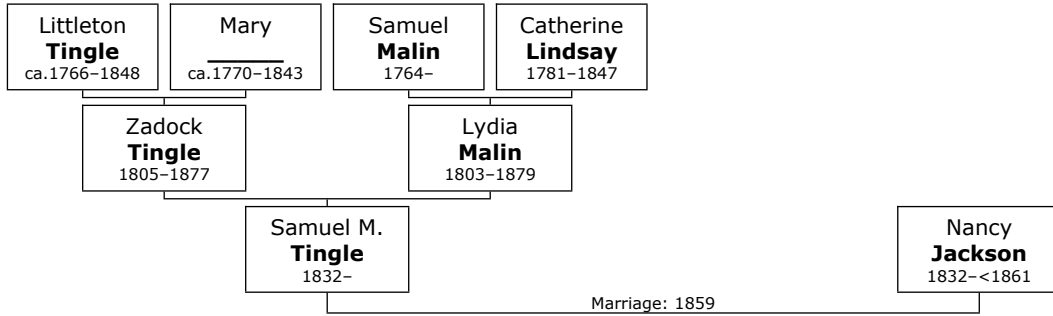 Littleton
Tingle
ca.1766–1848
Mary
ca.1770–1843
Samuel
Malin
1764–
Catherine
Lindsay
1781–1847
Zadock
Tingle
1805–1877
Lydia
Malin
1803–1879
Samuel M.
Tingle
1832–
Nancy
Jackson
1832–<1861
Marriage: 1859